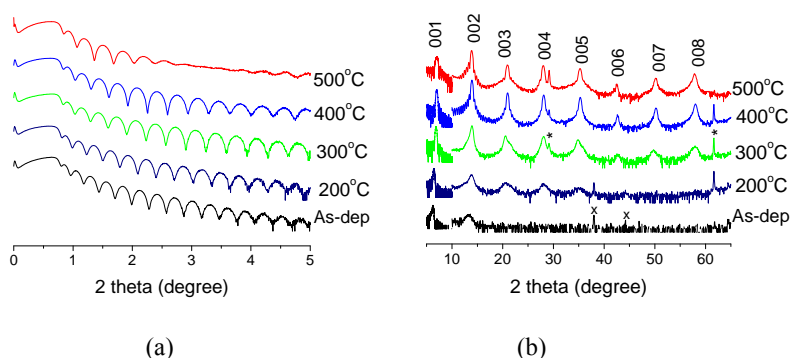 500°C
400°C
300°C
200°C
As-dep
0 1 2 3 4 5
2 theta (degree)
(a)
001 002 003 004 005 006 007 008
500°C
400°C
* *
300°C
200°C
x x As-dep
10 20 30 40 50 60
2 theta (degree)
(b)